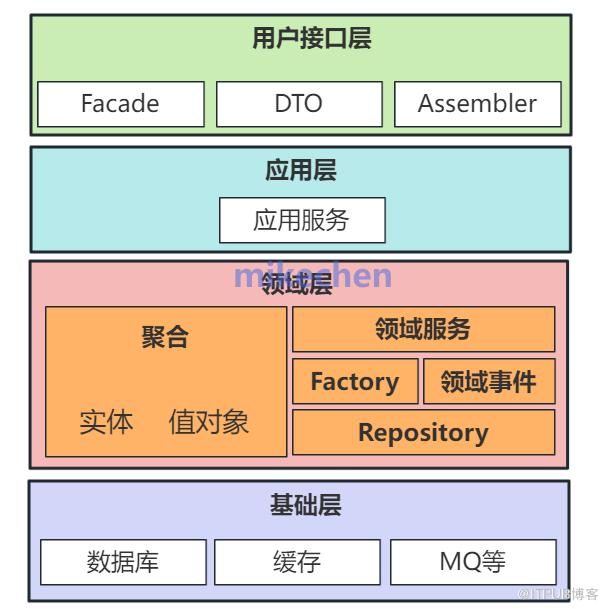 用户接口层
Facade
DTO
Assembler
应用层
应用服务
mikechen
领域层
聚合
实体 值对象
领域服务
Factory
领域事件
Repository
基础层
数据库
缓存
MQ等
@ITPUB博客